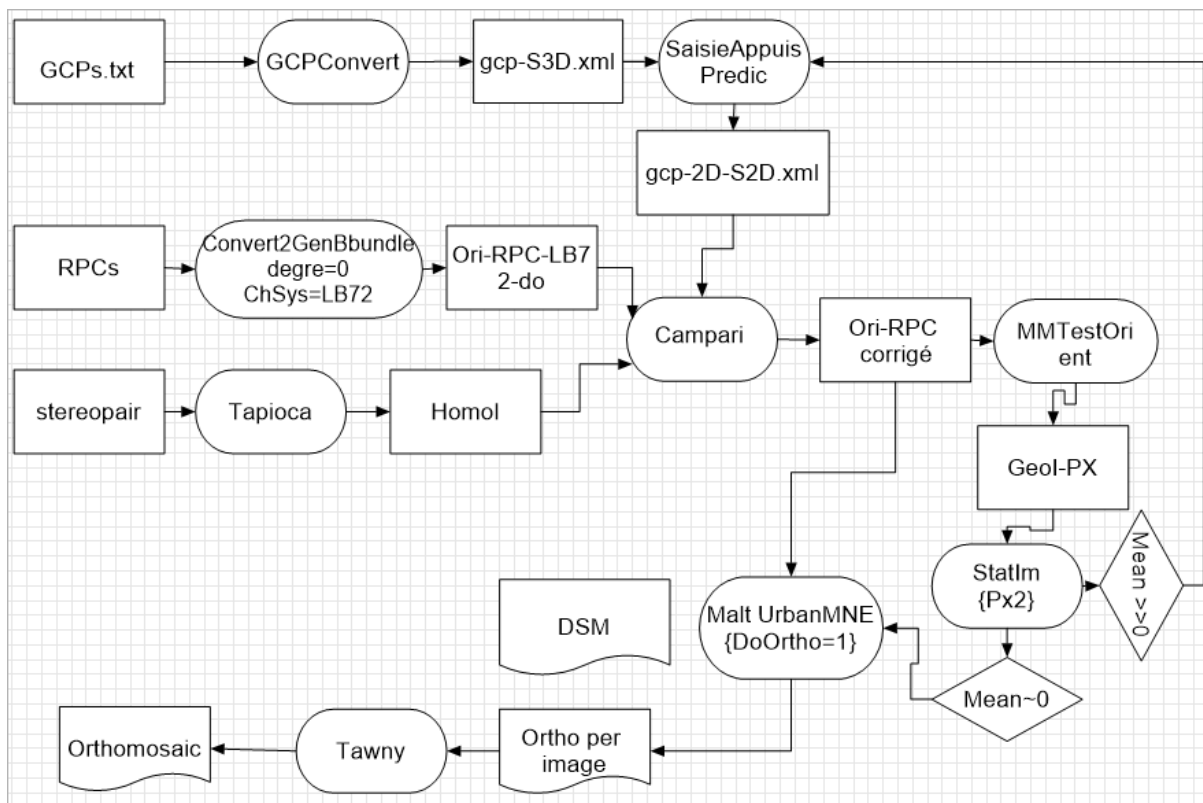 GCPs.txt
GCPConvert
gcp-S3D.xml
SaisieAppuis
Predic
gcp-2D-S2D.xml
RPCs
Convert2GenBbundle
degre=0
ChSys=LB72
Ori-RPC-LB7
2-do
Campari
Ori-RPC
corrigé
MMTestOri
ent
stereopair
Tapioca
Homol
GeoI-PX
StatIm
{Px2}
Mean >>0
Mean~0
DSM
Malt UrbanMNE
{DoOrtho=1}
Orthomosaic
Tawny
Ortho per
image